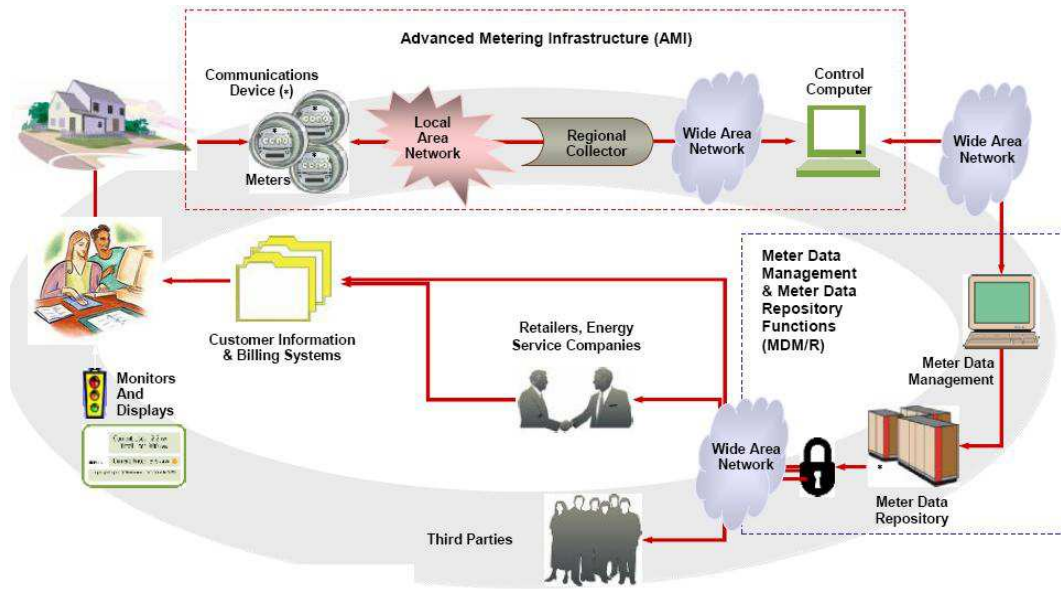 Advanced Metering Infrastructure (AMI)
Communications
Device (*)
Meters
Local
Area
Network
Regional
Collector
Wide Area
Network
Control
Computer
Wide Area
Network
Meter Data
Management
& Meter Data
Repository
Functions
(MDM/R)
Meter Data
Management
Customer Information
& Billing Systems
Retailers, Energy
Service Companies
Monitors
And
Displays
Wide Area
Network
*
Meter Data
Repository
Third Parties